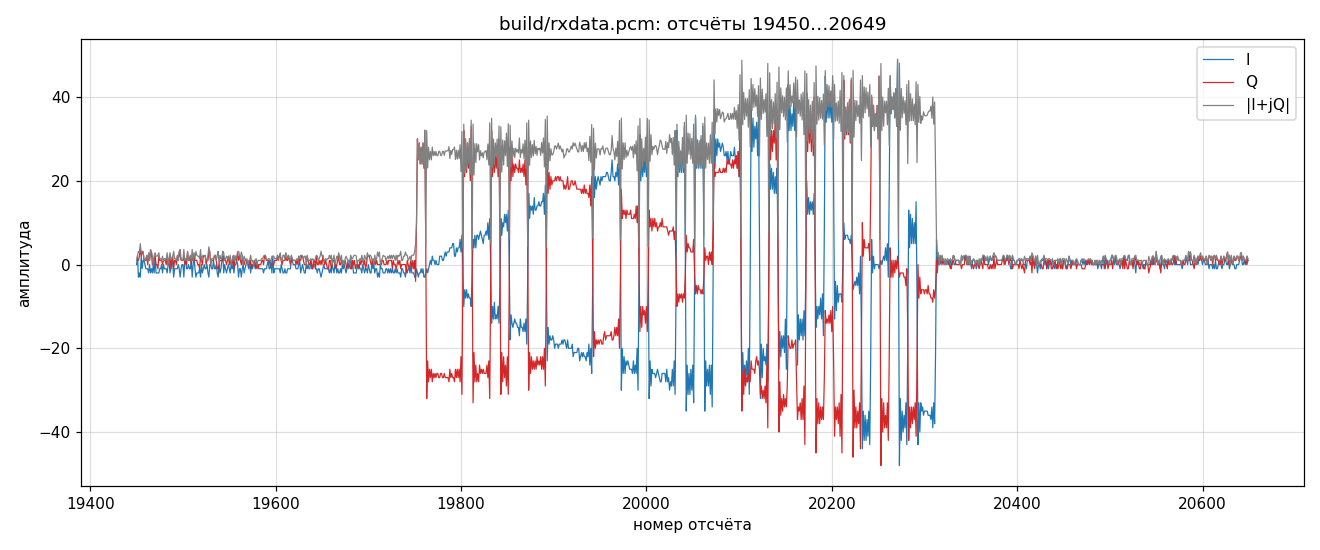 build/rxdata.pcm: отсчёты 19450...20649
I
Q
|I+jQ|
амплитуда
40
20
0
−20
−40
19400
19600
19800
20000
20200
20400
20600
номер отсчёта